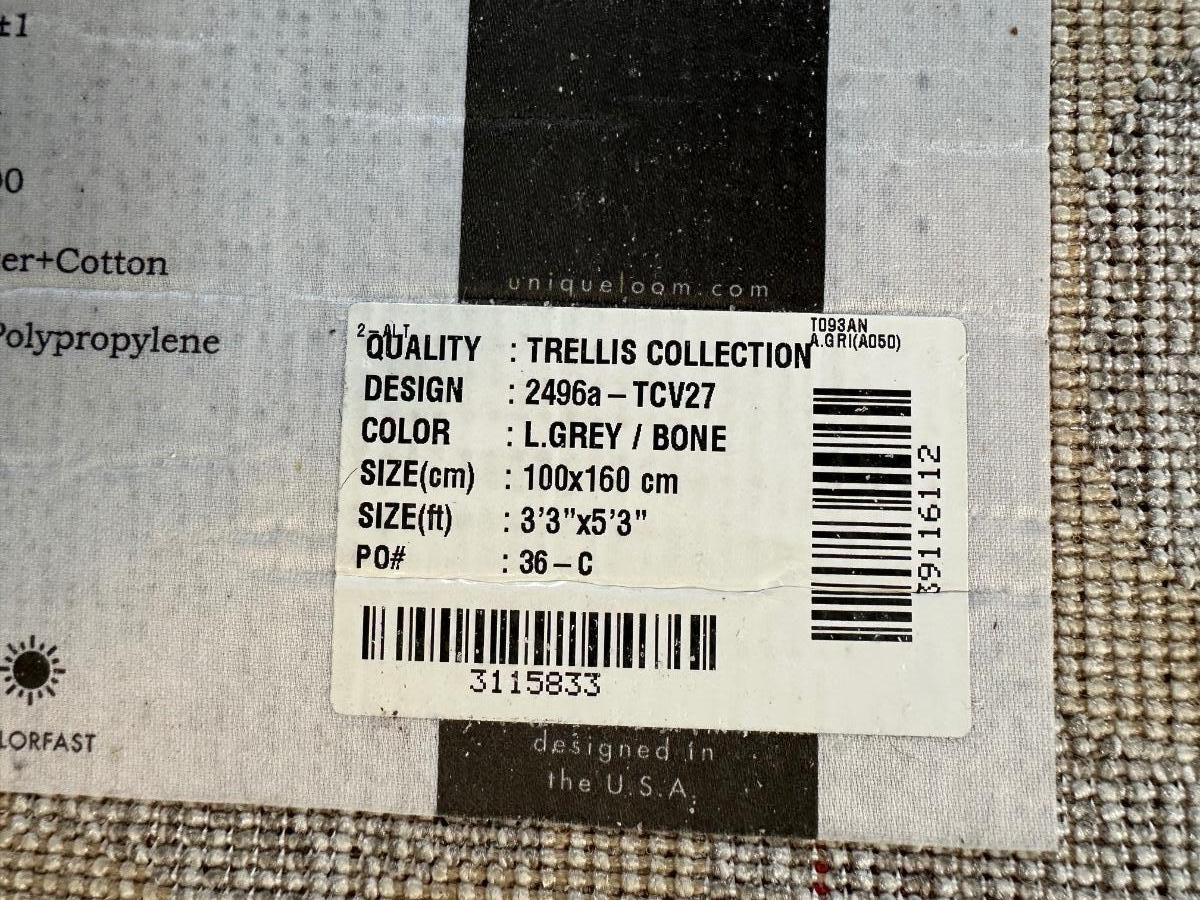 ±1
00
er+Cotton
Polypropylene
LORFAST
uniqueloom.com
2-ALT
T093AN
A.GRI(A050)
QUALITY : TRELLIS COLLECTION
DESIGN : 2496a-TCV27
COLOR : L.GREY / BONE
SIZE(cm) : 100x160 cm
SIZE(ft) : 3'3"x5'3"
PO# : 36-C
39116112
3115833
designed in
the U.S.A.